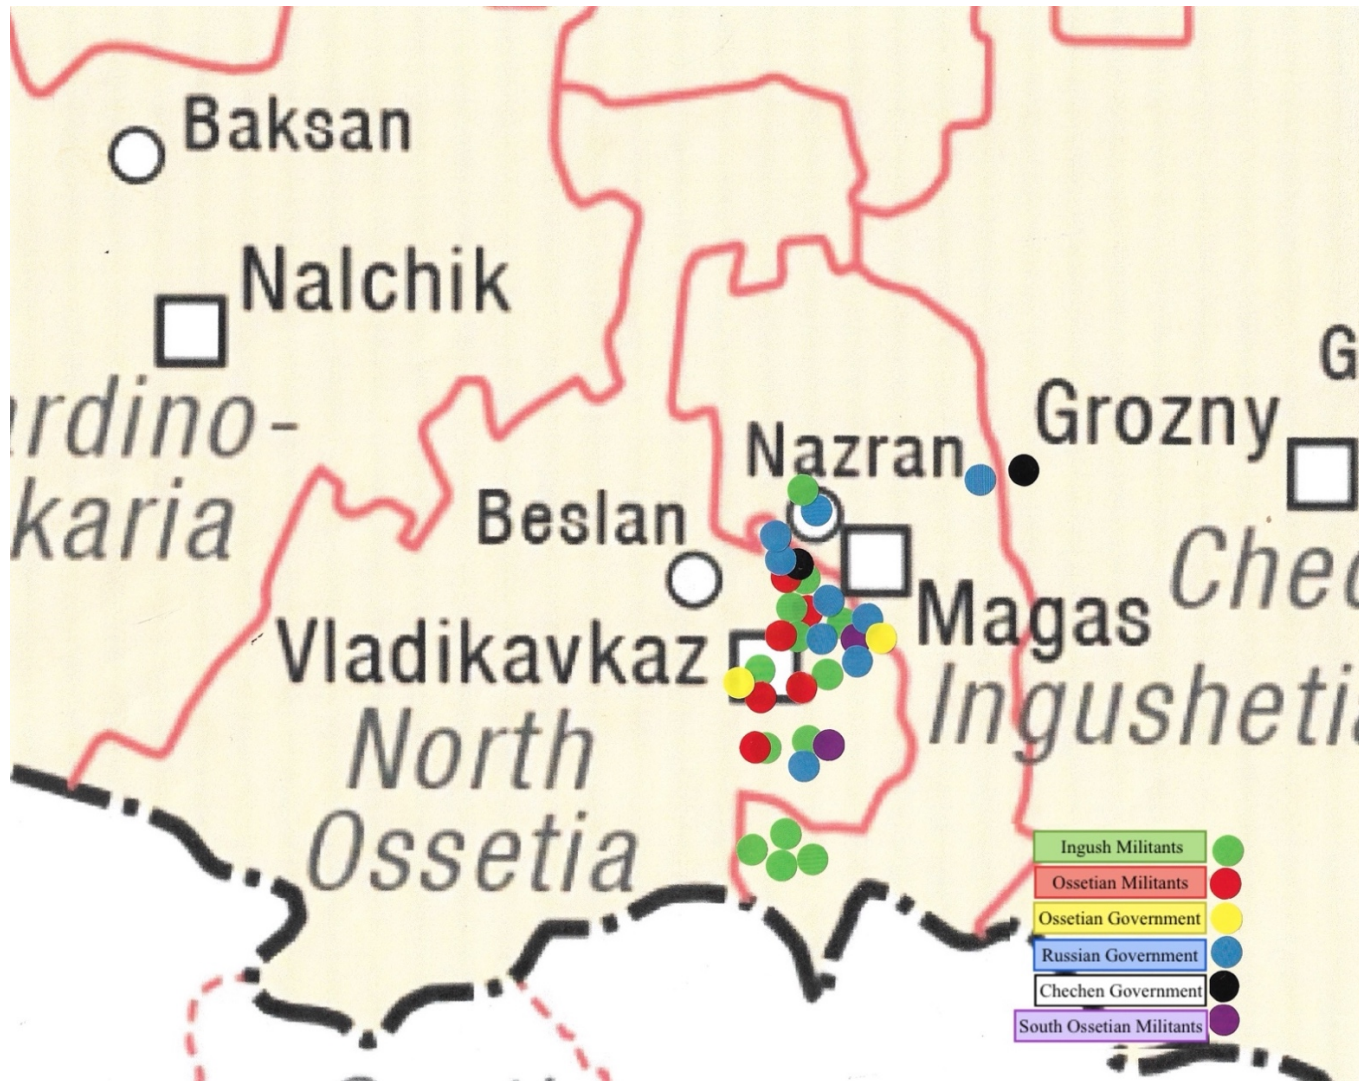 Baksan
Nalchik
G
Grozny
rdino-
Nazran
karia
Beslan
Chec
Magas
Vladikavkaz
Ingusheti
North
Ossetia
Ingush Militants
Ossetian Militants
Ossetian Government
Russian Government
Chechen Government
South Ossetian Militants